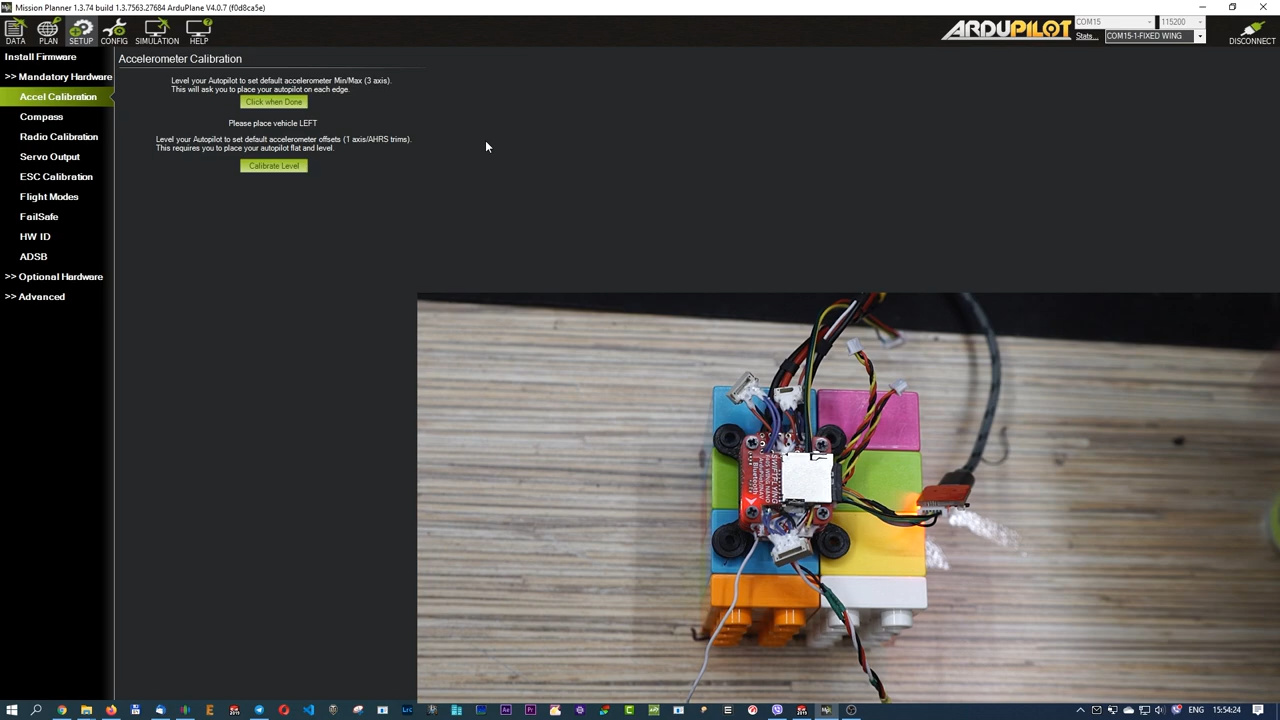 Mission Planner 1.3.74 build 1.3.7563.27684 ArduPlane V4.0.7 (f0d8ca5e)
DATA
PLAN
SETUP
CONFIG
SIMULATION
HELP
ARDUPILOT
COM15
115200
Stats...
COM15-1-FIXED WING
DISCONNECT
Install Firmware
>> Mandatory Hardware
Accel Calibration
Compass
Radio Calibration
Servo Output
ESC Calibration
Flight Modes
FailSafe
HW ID
ADSB
>> Optional Hardware
>> Advanced
Accelerometer Calibration
Level your Autopilot to set default accelerometer Min/Max (3 axis).
This will ask you to place your autopilot on each edge.
Click when Done
Please place vehicle LEFT
Level your Autopilot to set default accelerometer offsets (1 axis/AHRS trims).
This requires you to place your autopilot flat and level.
Calibrate Level
SWIFTFLYING
Bluetooth
ENG
15:54:24